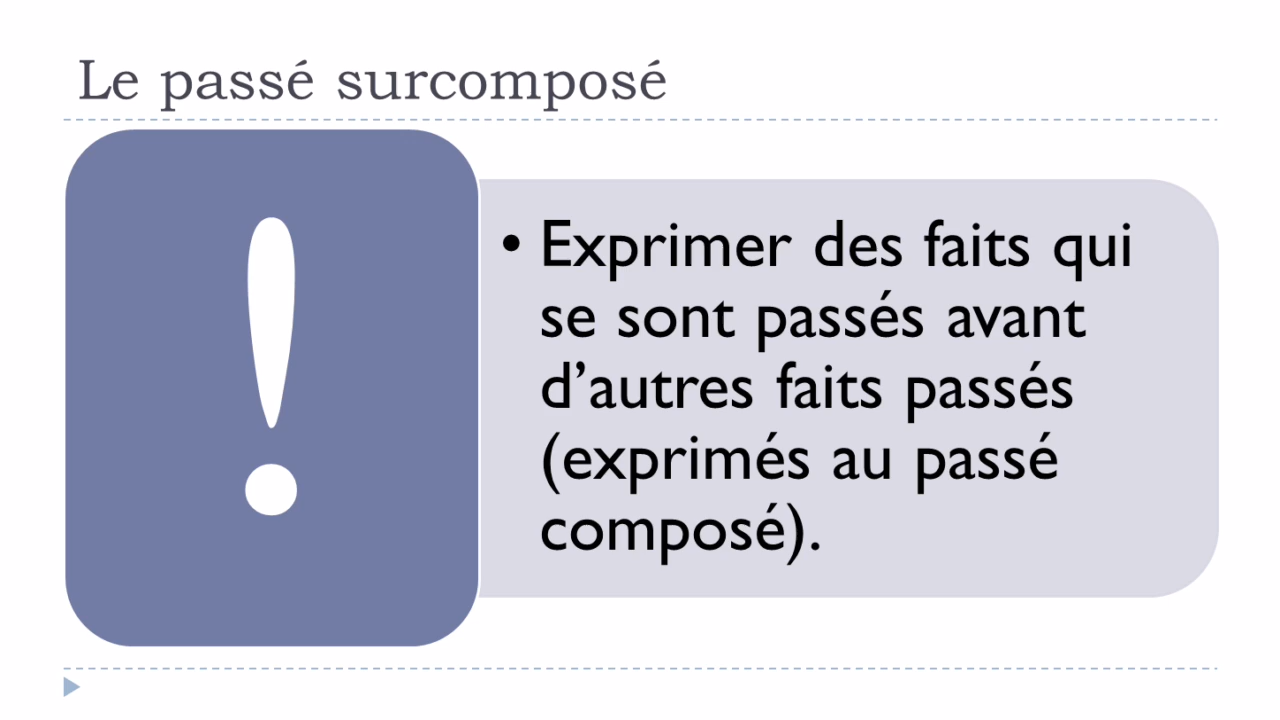 Le passé surcomposé
!
• Exprimer des faits qui
se sont passés avant
d’autres faits passés
(exprimés au passé
composé).